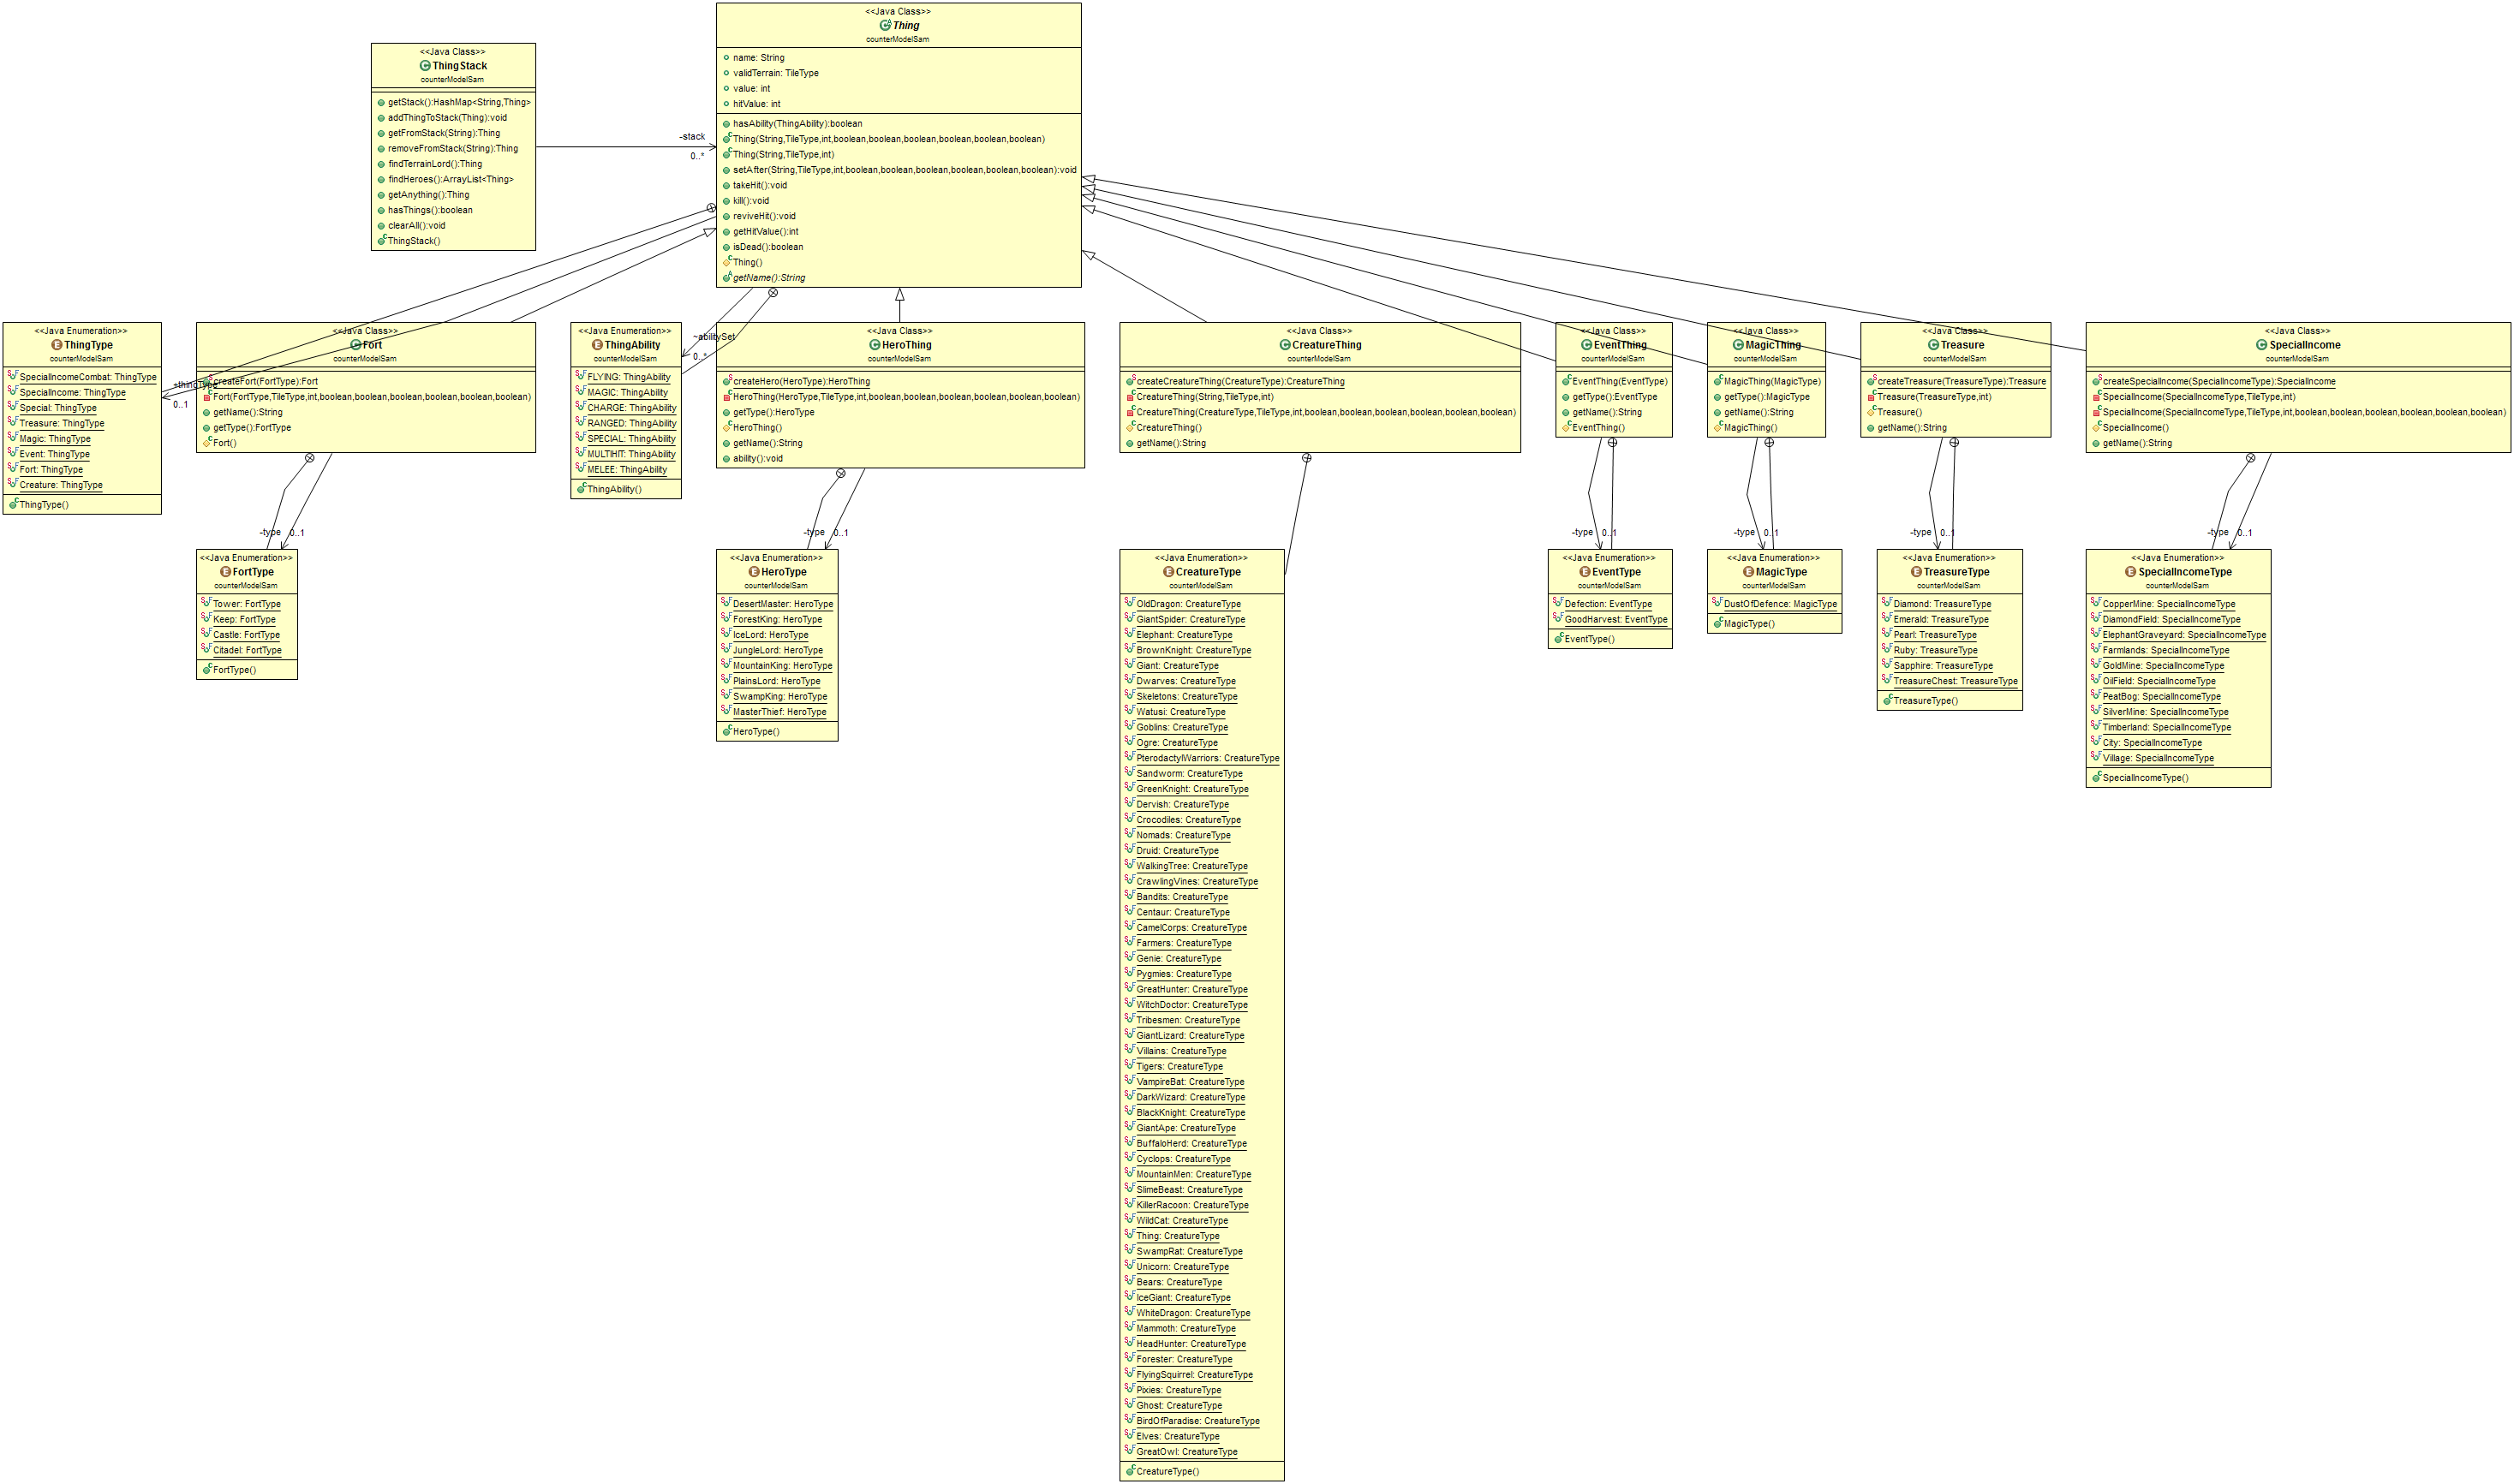 <<Java Class>>
Thing
counterModelSam
name: String
validTerrain: TileType
value: int
hitValue: int
hasAbility(ThingAbility):boolean
Thing(String,TileType,int,boolean,boolean,boolean,boolean,boolean,boolean)
Thing(String,TileType,int)
setAfter(String,TileType,int,boolean,boolean,boolean,boolean,boolean,boolean):void
takeHit():void
kill():void
reviveHit():void
getHitValue():int
isDead():boolean
Thing()
getName():String
<<Java Class>>
ThingStack
counterModelSam
getStack():HashMap<String,Thing>
addThingToStack(Thing):void
getFromStack(String):Thing
removeFromStack(String):Thing
findTerrainLord():Thing
findHeroes():ArrayList<Thing>
getAnything():Thing
hasThings():boolean
clearAll():void
ThingStack()
-stack
0..*
<<Java Enumeration>>
ThingType
counterModelSam
SpecialIncomeCombat: ThingType
SpecialIncome: ThingType
Special: ThingType
Treasure: ThingType
Magic: ThingType
Event: ThingType
Fort: ThingType
Creature: ThingType
ThingType()
+thingType
0..1
<<Java Class>>
Fort
counterModelSam
createFort(FortType):Fort
Fort(FortType,TileType,int,boolean,boolean,boolean,boolean,boolean,boolean)
getName():String
getType():FortType
Fort()
<<Java Enumeration>>
ThingAbility
counterModelSam
FLYING: ThingAbility
MAGIC: ThingAbility
CHARGE: ThingAbility
RANGED: ThingAbility
SPECIAL: ThingAbility
MULTIHIT: ThingAbility
MELEE: ThingAbility
ThingAbility()
~abilitySet
0..*
<<Java Class>>
HeroThing
counterModelSam
createHero(HeroType):HeroThing
HeroThing(HeroType,TileType,int,boolean,boolean,boolean,boolean,boolean,boolean)
getType():HeroType
HeroThing()
getName():String
ability():void
<<Java Class>>
CreatureThing
counterModelSam
createCreatureThing(CreatureType):CreatureThing
CreatureThing(String,TileType,int)
CreatureThing(CreatureType,TileType,int,boolean,boolean,boolean,boolean,boolean,boolean)
CreatureThing()
getName():String
<<Java Class>>
EventThing
counterModelSam
EventThing(EventType)
getType():EventType
getName():String
EventThing()
<<Java Class>>
MagicThing
counterModelSam
MagicThing(MagicType)
getType():MagicType
getName():String
MagicThing()
<<Java Class>>
Treasure
counterModelSam
createTreasure(TreasureType):Treasure
Treasure(TreasureType,int)
Treasure()
getName():String
<<Java Class>>
SpecialIncome
counterModelSam
createSpecialIncome(SpecialIncomeType):SpecialIncome
SpecialIncome(SpecialIncomeType,TileType,int)
SpecialIncome(SpecialIncomeType,TileType,int,boolean,boolean,boolean,boolean,boolean,boolean)
SpecialIncome()
getName():String
-type 0..1
<<Java Enumeration>>
FortType
counterModelSam
Tower: FortType
Keep: FortType
Castle: FortType
Citadel: FortType
FortType()
-type 0..1
<<Java Enumeration>>
HeroType
counterModelSam
DesertMaster: HeroType
ForestKing: HeroType
IceLord: HeroType
JungleLord: HeroType
MountainKing: HeroType
PlainsLord: HeroType
SwampKing: HeroType
MasterThief: HeroType
HeroType()
<<Java Enumeration>>
CreatureType
counterModelSam
OldDragon: CreatureType
GiantSpider: CreatureType
Elephant: CreatureType
BrownKnight: CreatureType
Giant: CreatureType
Dwarves: CreatureType
Skeletons: CreatureType
Watusi: CreatureType
Goblins: CreatureType
Ogre: CreatureType
PterodactylWarriors: CreatureType
Sandworm: CreatureType
GreenKnight: CreatureType
Dervish: CreatureType
Crocodiles: CreatureType
Nomads: CreatureType
Druid: CreatureType
WalkingTree: CreatureType
CrawlingVines: CreatureType
Bandits: CreatureType
Centaur: CreatureType
CamelCorps: CreatureType
Farmers: CreatureType
Genie: CreatureType
Pygmies: CreatureType
GreatHunter: CreatureType
WitchDoctor: CreatureType
Tribesmen: CreatureType
GiantLizard: CreatureType
Villains: CreatureType
Tigers: CreatureType
VampireBat: CreatureType
DarkWizard: CreatureType
BlackKnight: CreatureType
GiantApe: CreatureType
BuffaloHerd: CreatureType
Cyclops: CreatureType
MountainMen: CreatureType
SlimeBeast: CreatureType
KillerRacoon: CreatureType
WildCat: CreatureType
Thing: CreatureType
SwampRat: CreatureType
Unicorn: CreatureType
Bears: CreatureType
IceGiant: CreatureType
WhiteDragon: CreatureType
Mammoth: CreatureType
HeadHunter: CreatureType
Forester: CreatureType
FlyingSquirrel: CreatureType
Pixies: CreatureType
Ghost: CreatureType
BirdOfParadise: CreatureType
Elves: CreatureType
GreatOwl: CreatureType
CreatureType()
-type 0..1
<<Java Enumeration>>
EventType
counterModelSam
Defection: EventType
GoodHarvest: EventType
EventType()
-type 0..1
<<Java Enumeration>>
MagicType
counterModelSam
DustOfDefence: MagicType
MagicType()
-type 0..1
<<Java Enumeration>>
TreasureType
counterModelSam
Diamond: TreasureType
Emerald: TreasureType
Pearl: TreasureType
Ruby: TreasureType
Sapphire: TreasureType
TreasureChest: TreasureType
TreasureType()
-type 0..1
<<Java Enumeration>>
SpecialIncomeType
counterModelSam
CopperMine: SpecialIncomeType
DiamondField: SpecialIncomeType
ElephantGraveyard: SpecialIncomeType
Farmlands: SpecialIncomeType
GoldMine: SpecialIncomeType
OilField: SpecialIncomeType
PeatBog: SpecialIncomeType
SilverMine: SpecialIncomeType
Timberland: SpecialIncomeType
City: SpecialIncomeType
Village: SpecialIncomeType
SpecialIncomeType()